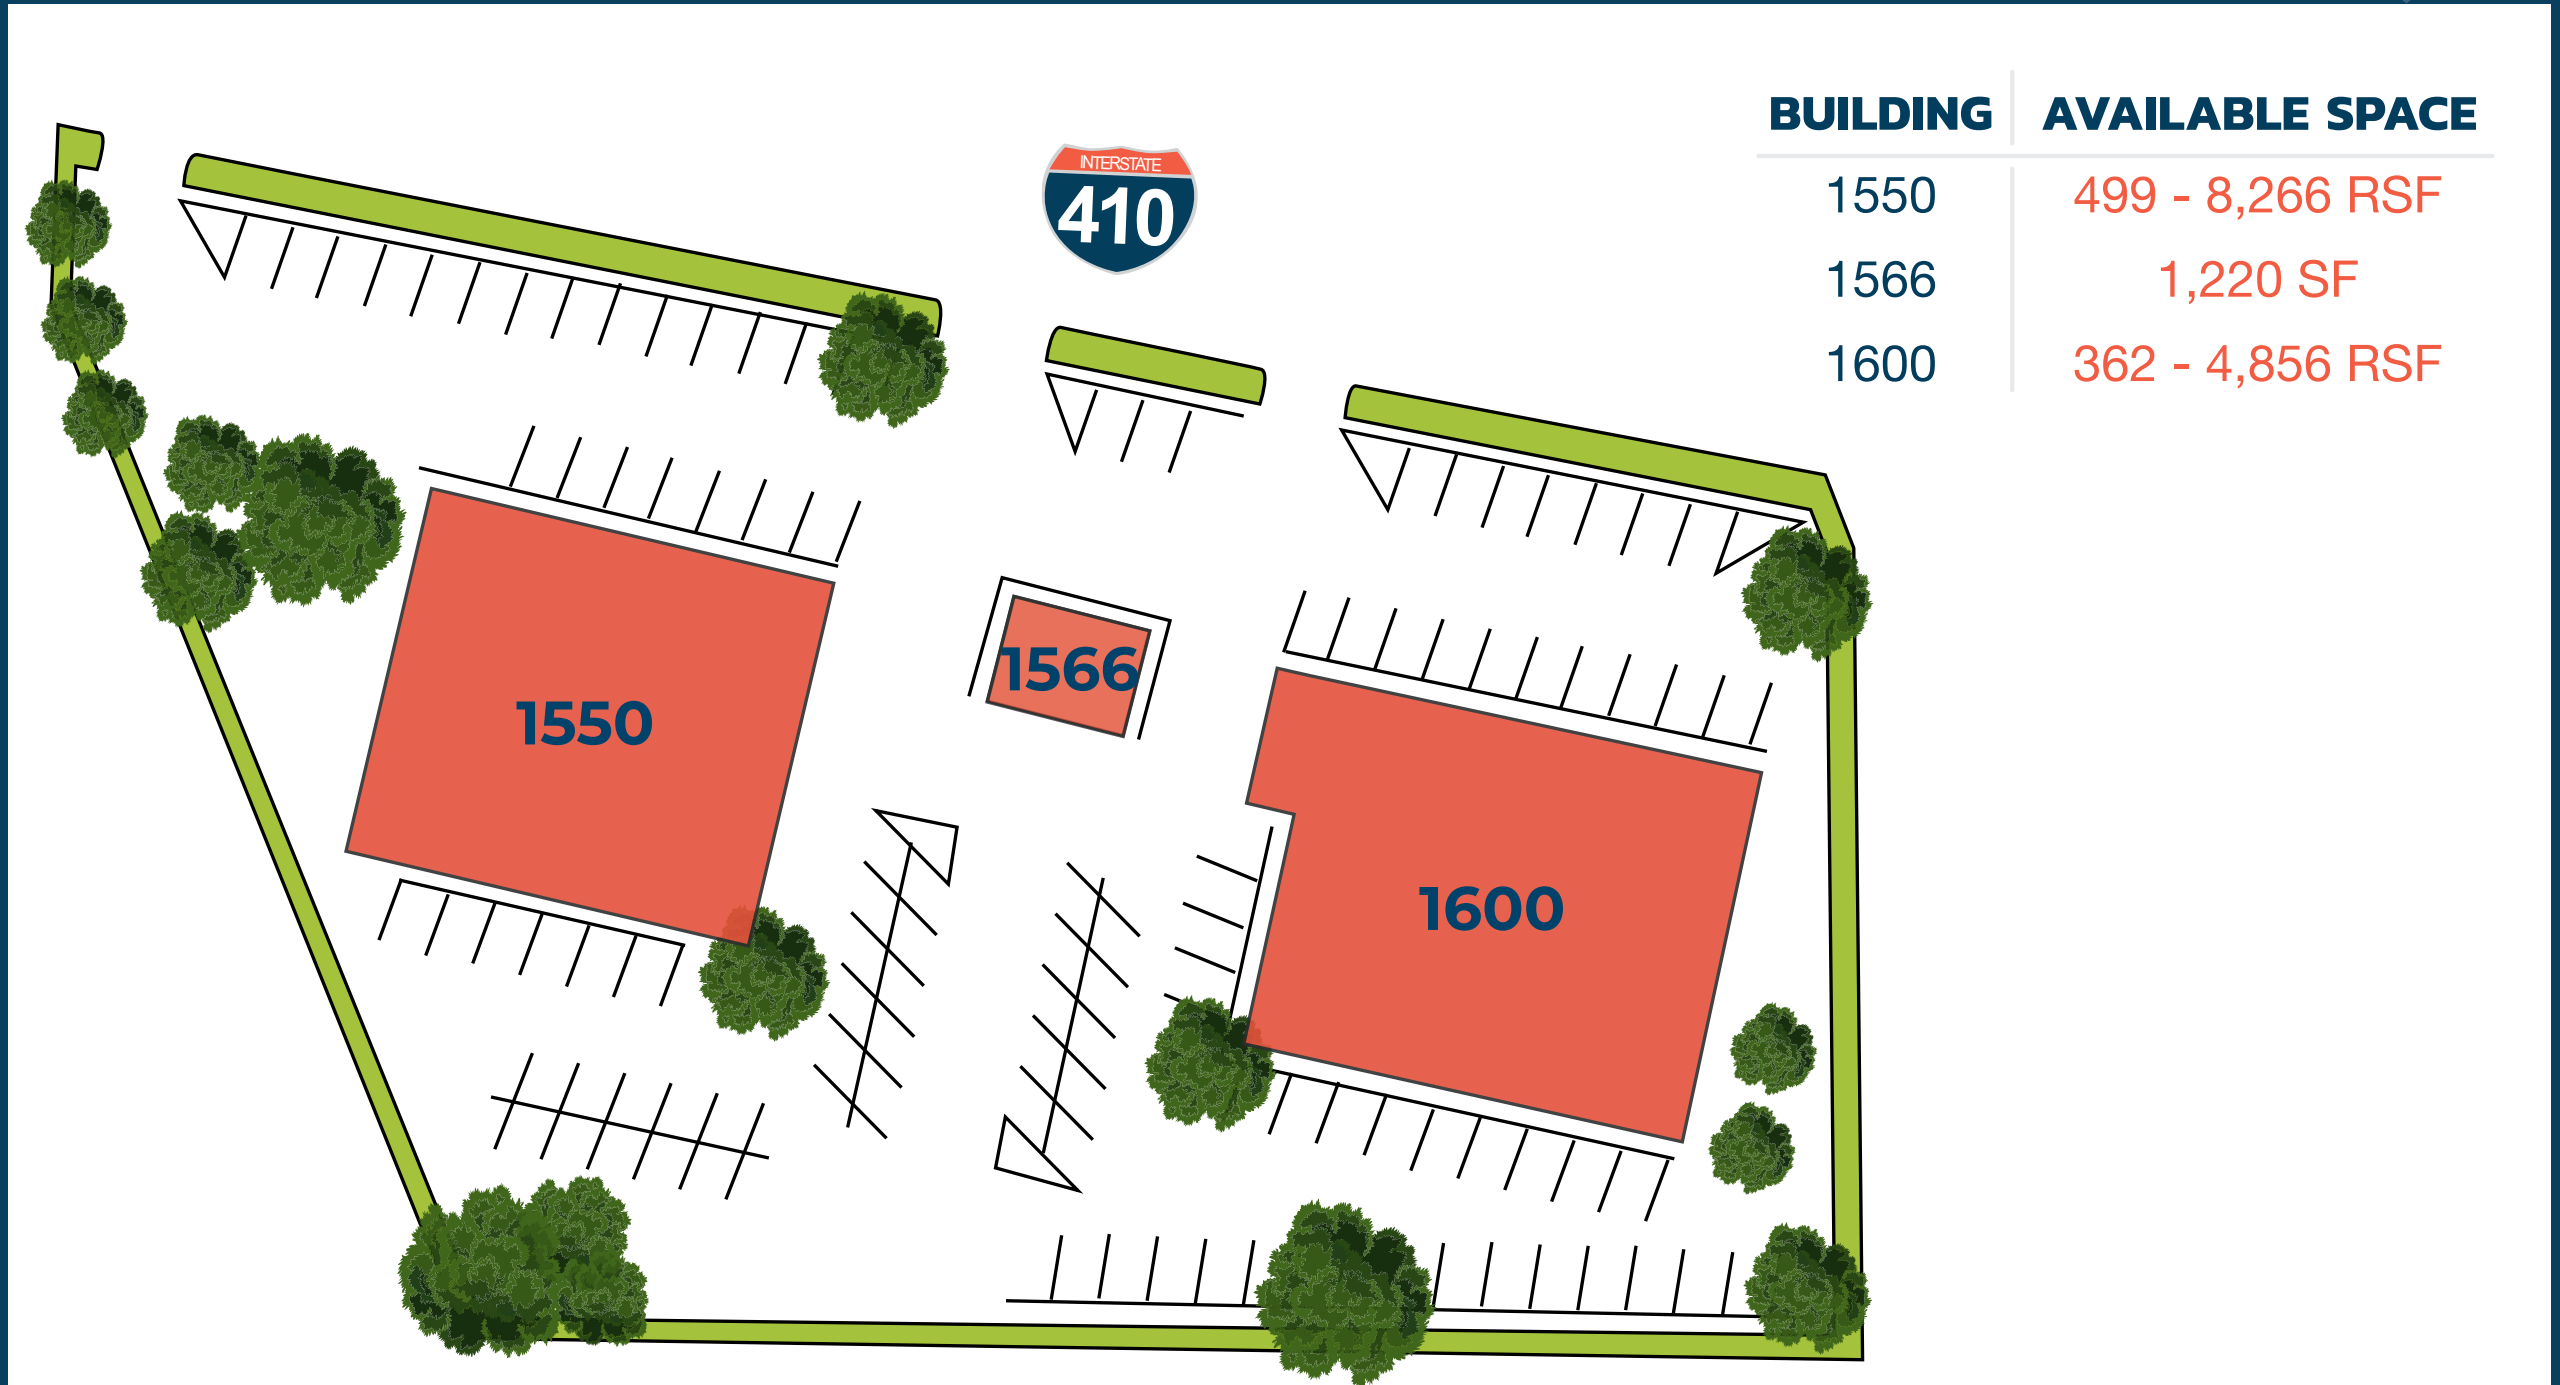 BUILDING AVAILABLE SPACE
1550 499 - 8,266 RSF
1566 1,220 SF
1600 362 - 4,856 RSF
INTERSTATE
410
1550
1566
1600